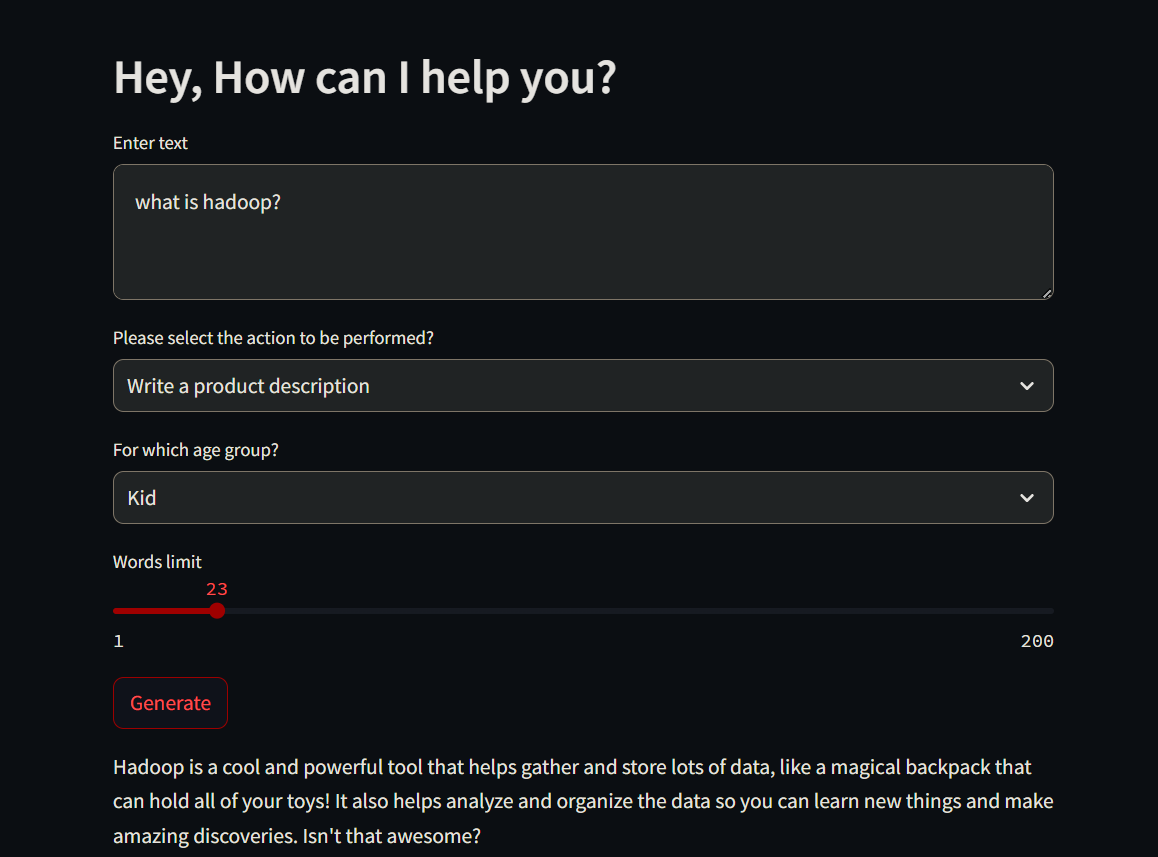 Hey, How can I help you?
Enter text
what is hadoop?
Please select the action to be performed?
Write a product description
For which age group?
Kid
Words limit
23
1 200
Generate
Hadoop is a cool and powerful tool that helps gather and store lots of data, like a magical backpack that
can hold all of your toys! It also helps analyze and organize the data so you can learn new things and make
amazing discoveries. Isn't that awesome?